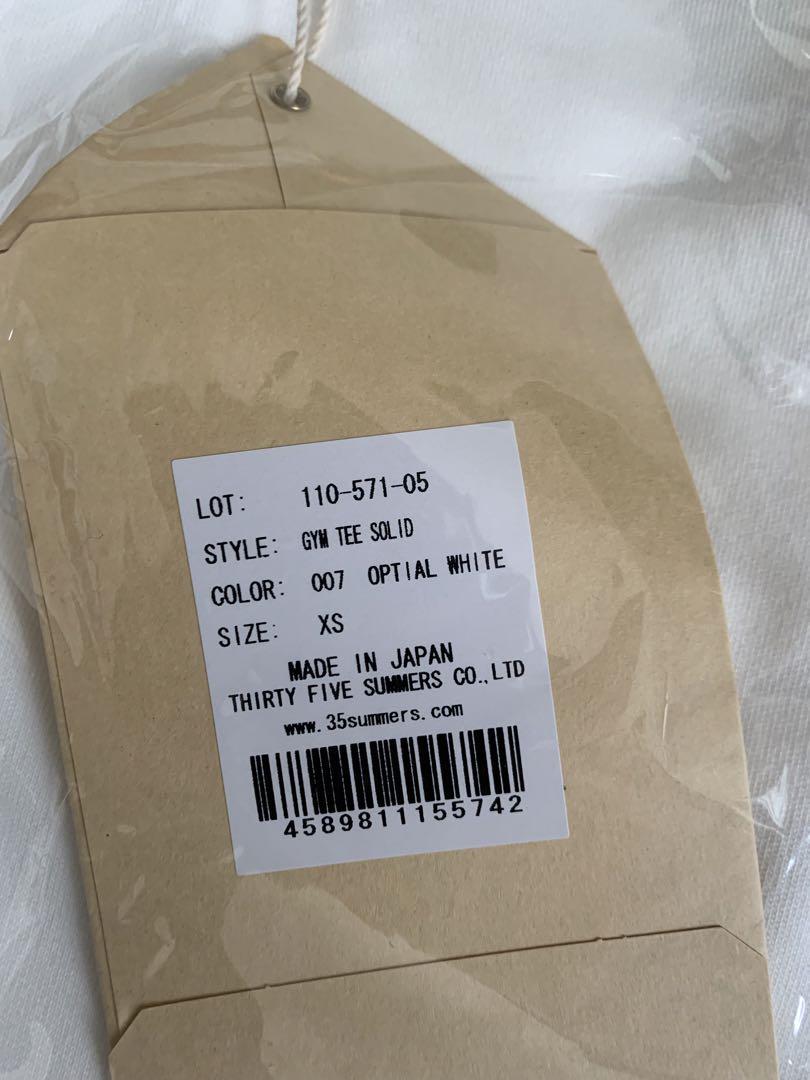 LOT: 110-571-05
STYLE: GYM TEE SOLID
COLOR: 007 OPTIAL WHITE
SIZE: XS
MADE IN JAPAN
THIRTY FIVE SUMMERS CO.,LTD
www.35summers.com
4589811155742